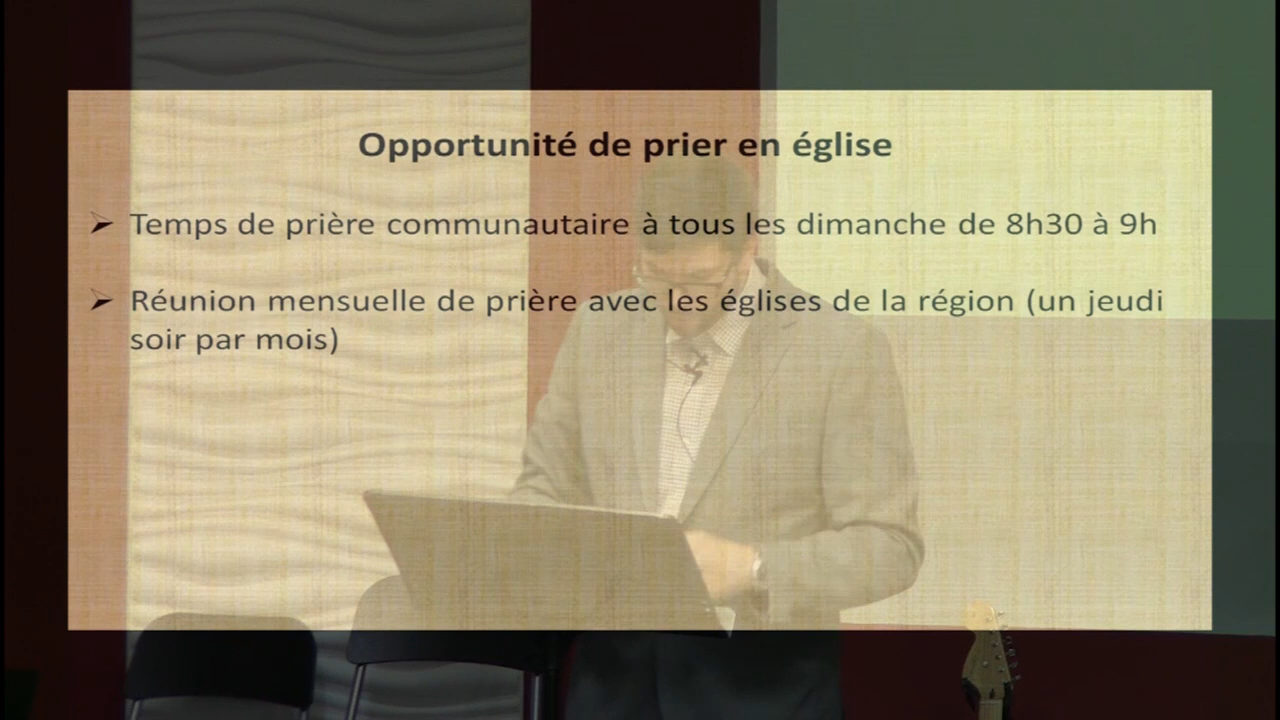 Opportunité de prier en église
➢ Temps de prière communautaire à tous les dimanche de 8h30 à 9h
➢ Réunion mensuelle de prière avec les églises de la région (un jeudi
soir par mois)